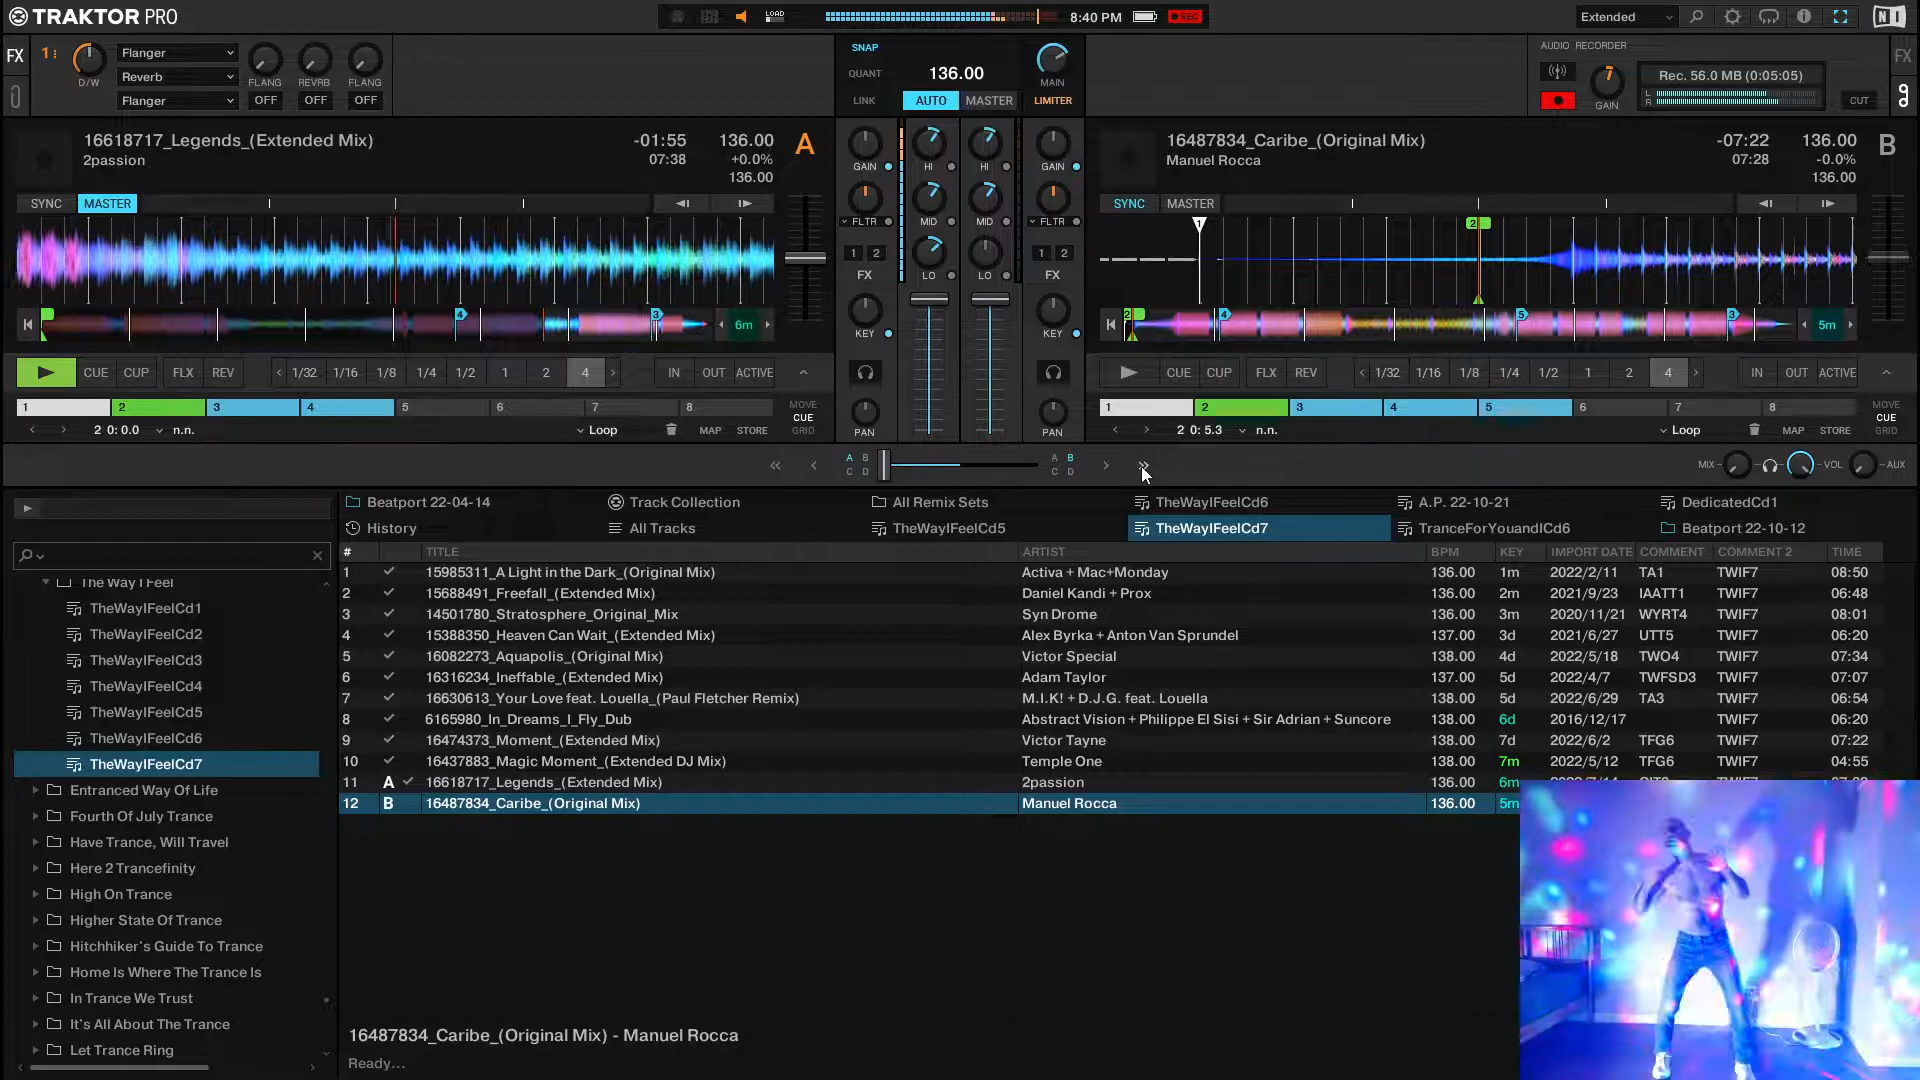 TRAKTOR PRO
LOAD
8:40 PM
REC
Extended
FX
1
D/W
Flanger
Reverb
Flanger
FLANG REVRB FLANG
OFF OFF OFF
SNAP
QUANT
LINK
136.00
AUTO MASTER
MAIN
LIMITER
AUDIO RECORDER
GAIN
Rec. 56.0 MB (0:05:05)
L
R
CUT
FX
16618717_Legends_(Extended Mix)
2passion
-01:55
07:38
136.00
+0.0%
136.00
A
SYNC MASTER
4 3
6m
CUE CUP FLX REV
1/32 1/16 1/8 1/4 1/2 1 2 4
IN OUT ACTIVE
1 2 3 4 5 6 7 8
MOVE
CUE
GRID
2 0: 0.0 n.n.
Loop
MAP STORE
GAIN HI HI GAIN
FLTR MID MID FLTR
1 2 1 2
FX LO LO FX
KEY KEY
PAN PAN
16487834_Caribe_(Original Mix)
Manuel Rocca
-07:22
07:28
136.00
-0.0%
136.00
B
SYNC MASTER
1 2
2 4 5 3
5m
CUE CUP FLX REV
1/32 1/16 1/8 1/4 1/2 1 2 4
IN OUT ACTIVE
1 2 3 4 5 6 7 8
MOVE
CUE
GRID
2 0: 5.3 n.n.
Loop
MAP STORE
A B
C D
A B
C D
MIX VOL AUX
Beatport 22-04-14 Track Collection All Remix Sets TheWayIFeelCd6 A.P. 22-10-21 DedicatedCd1
History All Tracks TheWayIFeelCd5 TheWayIFeelCd7 TranceForYouandICd6 Beatport 22-10-12
The Way I Feel
TheWayIFeelCd1
TheWayIFeelCd2
TheWayIFeelCd3
TheWayIFeelCd4
TheWayIFeelCd5
TheWayIFeelCd6
TheWayIFeelCd7
Entranced Way Of Life
Fourth Of July Trance
Have Trance, Will Travel
Here 2 Trancefinity
High On Trance
Higher State Of Trance
Hitchhiker's Guide To Trance
Home Is Where The Trance Is
In Trance We Trust
It's All About The Trance
Let Trance Ring
# TITLE ARTIST BPM KEY IMPORT DATE COMMENT COMMENT 2 TIME
1 15985311_A Light in the Dark_(Original Mix) Activa + Mac+Monday 136.00 1m 2022/2/11 TA1 TWIF7 08:50
2 15688491_Freefall_(Extended Mix) Daniel Kandi + Prox 136.00 2m 2021/9/23 IAATT1 TWIF7 06:48
3 14501780_Stratosphere_Original_Mix Syn Drome 136.00 3m 2020/11/21 WYRT4 TWIF7 08:01
4 15388350_Heaven Can Wait_(Extended Mix) Alex Byrka + Anton Van Sprundel 137.00 3d 2021/6/27 UTT5 TWIF7 06:20
5 16082273_Aquapolis_(Original Mix) Victor Special 138.00 4d 2022/5/18 TWO4 TWIF7 07:34
6 16316234_Ineffable_(Extended Mix) Adam Taylor 137.00 5d 2022/4/7 TWFSD3 TWIF7 07:07
7 16630613_Your Love feat. Louella_(Paul Fletcher Remix) M.I.K! + D.J.G. feat. Louella 138.00 5d 2022/6/29 TA3 TWIF7 06:54
8 6165980_In_Dreams_I_Fly_Dub Abstract Vision + Philippe El Sisi + Sir Adrian + Suncore 138.00 6d 2016/12/17 TWIF7 06:20
9 16474373_Moment_(Extended Mix) Victor Tayne 138.00 7d 2022/6/2 TFG6 TWIF7 07:22
10 16437883_Magic Moment_(Extended DJ Mix) Temple One 138.00 7m 2022/5/12 TFG6 TWIF7 04:55
11 A 16618717_Legends_(Extended Mix) 2passion 136.00 6m
12 B 16487834_Caribe_(Original Mix) Manuel Rocca 136.00 5m
16487834_Caribe_(Original Mix) - Manuel Rocca
Ready...